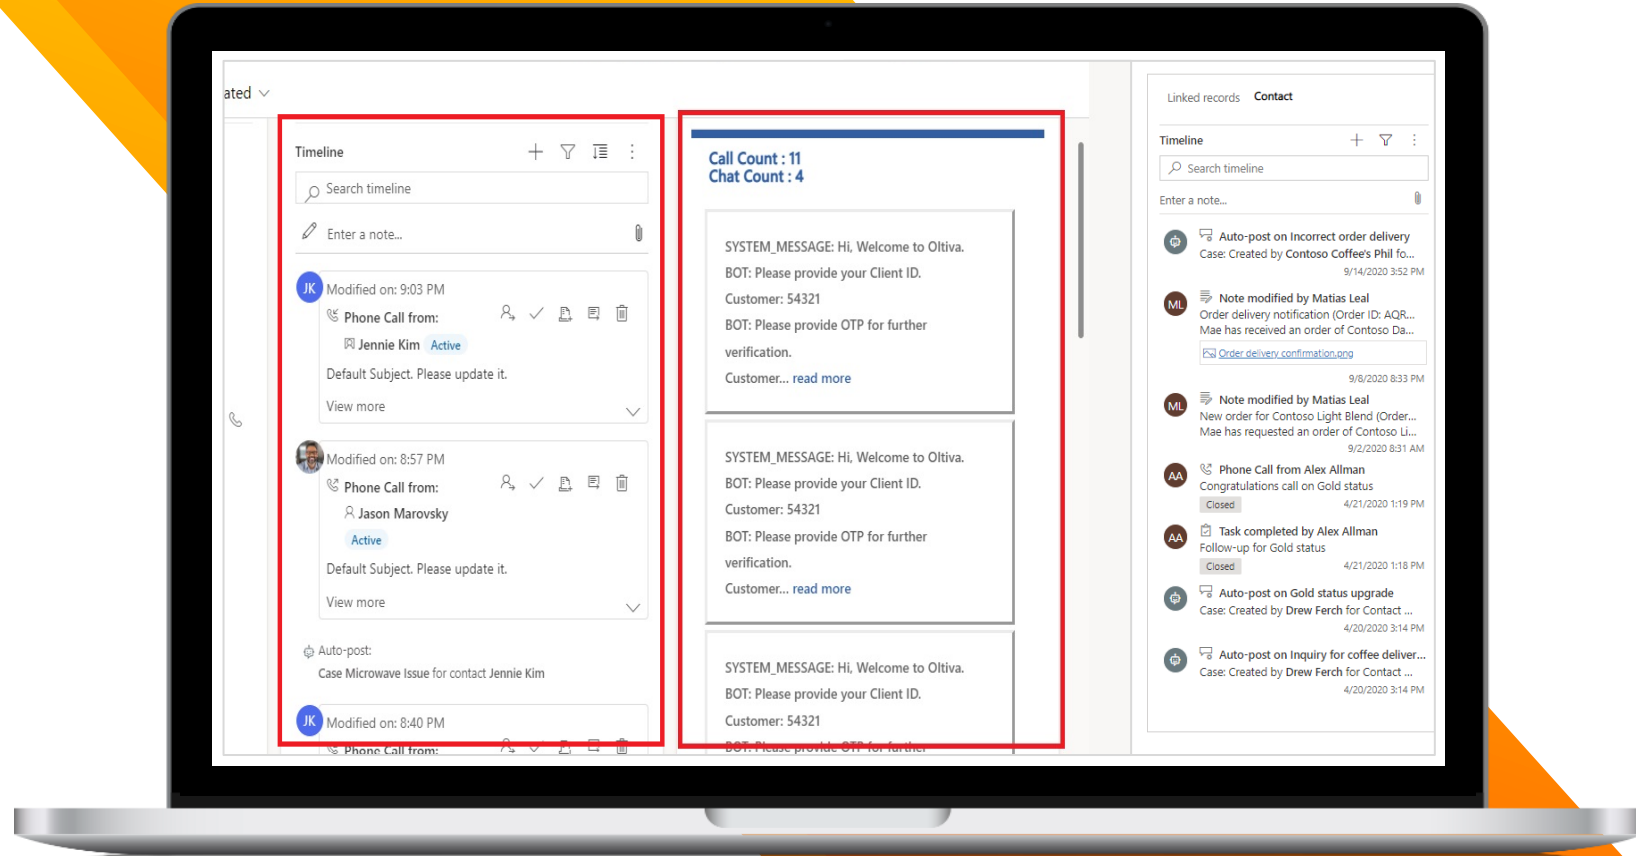 ated
Timeline
Search timeline
Enter a note...
JK
Modified on: 9:03 PM
Phone Call from:
Jennie Kim Active
Default Subject. Please update it.
View more
Modified on: 8:57 PM
Phone Call from:
Jason Marovsky
Active
Default Subject. Please update it.
View more
Auto-post:
Case Microwave Issue for contact Jennie Kim
JK
Modified on: 8:40 PM
Phone Call from:
Call Count : 11
Chat Count : 4
SYSTEM_MESSAGE: Hi, Welcome to Oltiva.
BOT: Please provide your Client ID.
Customer: 54321
BOT: Please provide OTP for further
verification.
Customer... read more
SYSTEM_MESSAGE: Hi, Welcome to Oltiva.
BOT: Please provide your Client ID.
Customer: 54321
BOT: Please provide OTP for further
verification.
Customer... read more
SYSTEM_MESSAGE: Hi, Welcome to Oltiva.
BOT: Please provide your Client ID.
Customer: 54321
BOT: Please provide OTP for further
Linked records Contact
Timeline
Search timeline
Enter a note...
Auto-post on Incorrect order delivery
Case: Created by Contoso Coffee's Phil fo...
9/14/2020 3:52 PM
ML
Note modified by Matias Leal
Order delivery notification (Order ID: AQR...
Mae has received an order of Contoso Da...
Order delivery confirmation.png
9/8/2020 8:33 PM
ML
Note modified by Matias Leal
New order for Contoso Light Blend (Order...
Mae has requested an order of Contoso Li...
9/2/2020 8:31 AM
AA
Phone Call from Alex Allman
Congratulations call on Gold status
Closed 4/21/2020 1:19 PM
AA
Task completed by Alex Allman
Follow-up for Gold status
Closed 4/21/2020 1:18 PM
Auto-post on Gold status upgrade
Case: Created by Drew Ferch for Contact ...
4/20/2020 3:14 PM
Auto-post on Inquiry for coffee deliver...
Case: Created by Drew Ferch for Contact ...
4/20/2020 3:14 PM